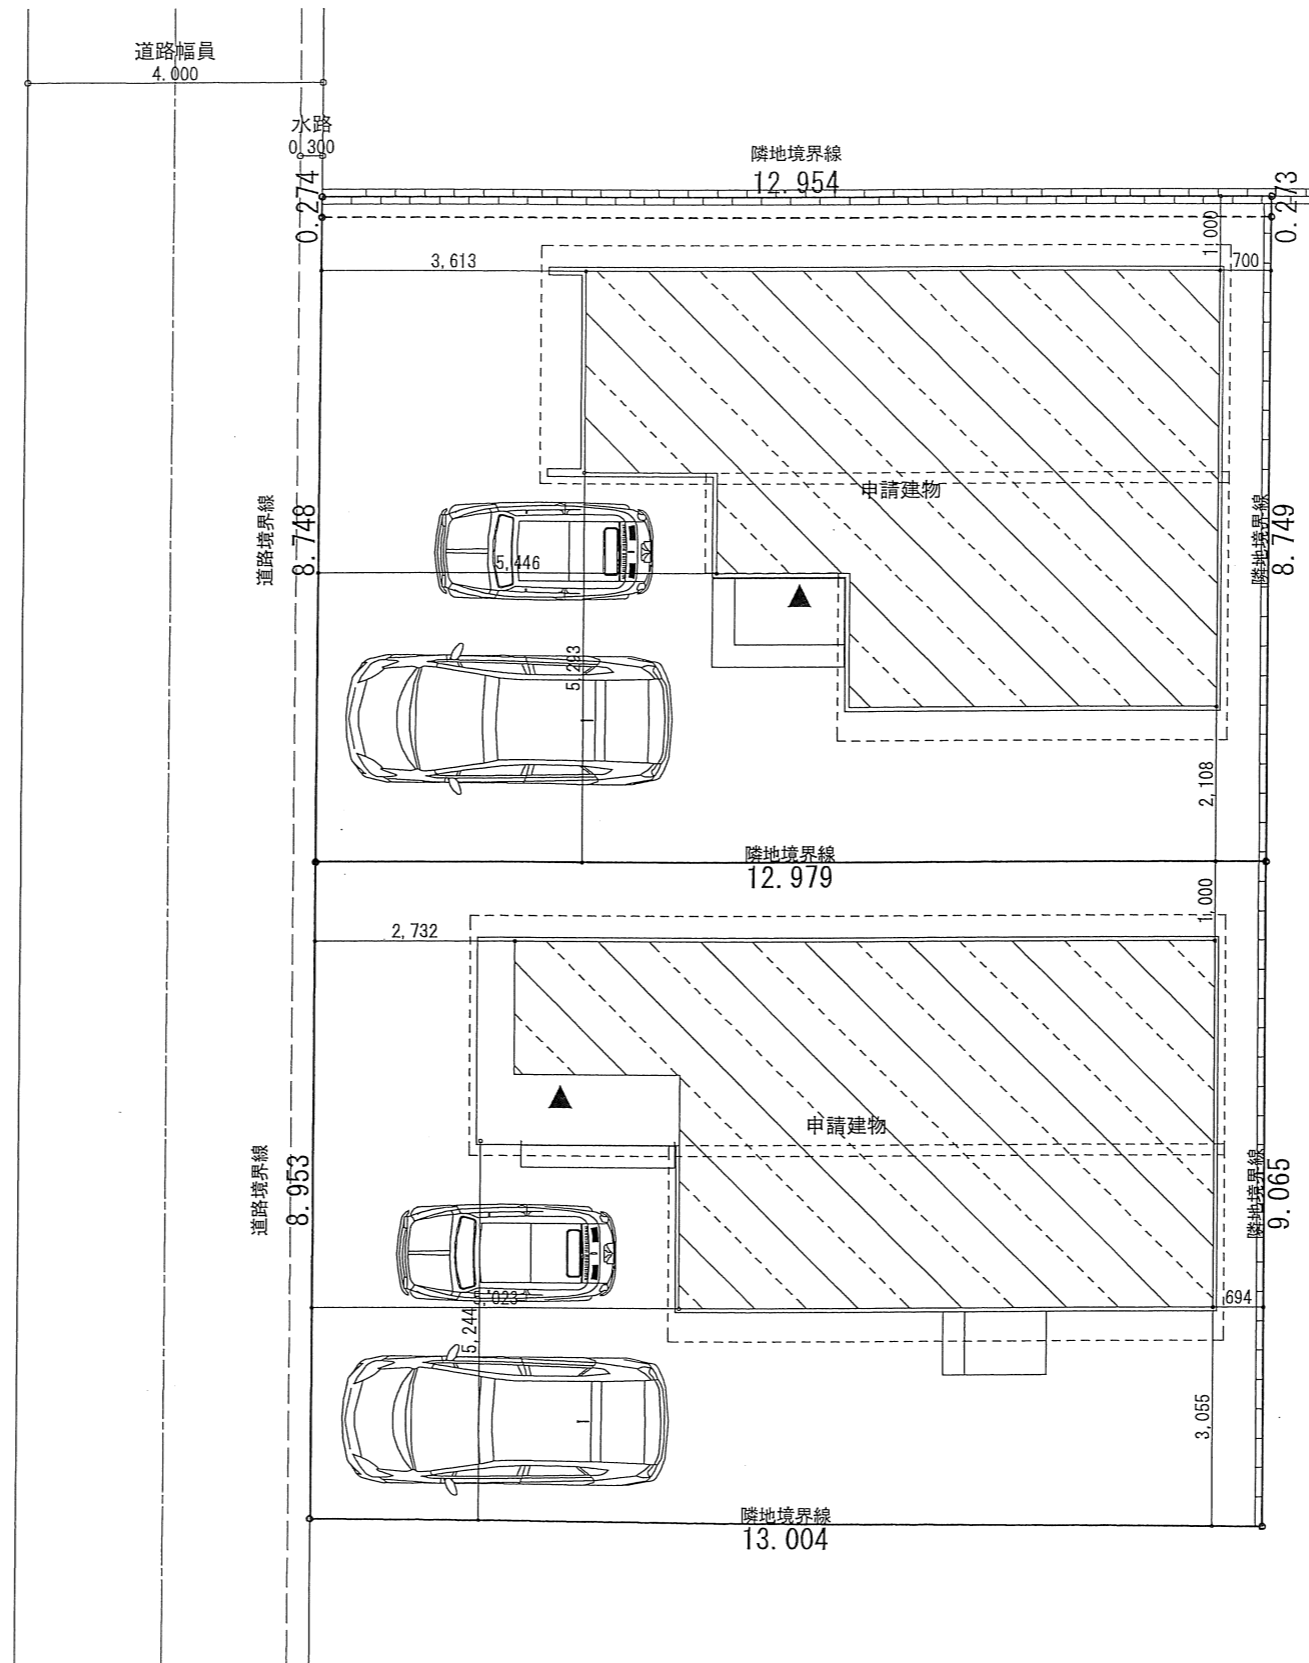 道路幅員
4.000
水路
0.300
隣地境界線
12.954
0.274
0.273
1,000
3,613
700
申請建物
道路境界線
8.748
隣地境界線
8.749
5,446
5,293
2,108
隣地境界線
12.979
1,000
2,732
申請建物
道路境界線
8.953
隣地境界線
9.065
5,023
694
5,244
3,055
隣地境界線
13.004